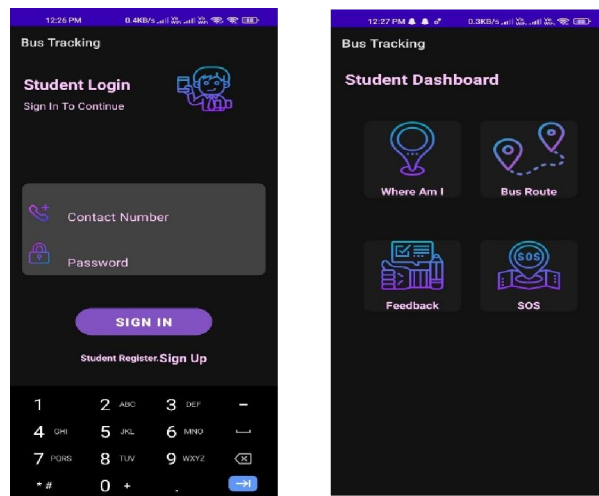 12:26 PM 0.4KB/s
Bus Tracking
Student Login
Sign In To Continue
Contact Number
Password
SIGN IN
Student Register.Sign Up
1 2 ABC 3 DEF –
4 GHI 5 JKL 6 MNO
7 PQRS 8 TUV 9 WXYZ
* # 0 + .
12:27 PM 0.3KB/s
Bus Tracking
Student Dashboard
Where Am I Bus Route
SOS
Feedback SOS